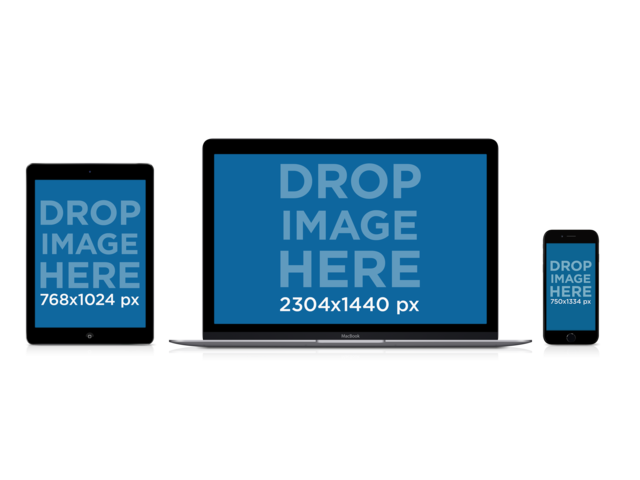 DROP
IMAGE
HERE
768x1024 px
DROP
IMAGE
HERE
2304x1440 px
MacBook
DROP
IMAGE
HERE
750x1334 px